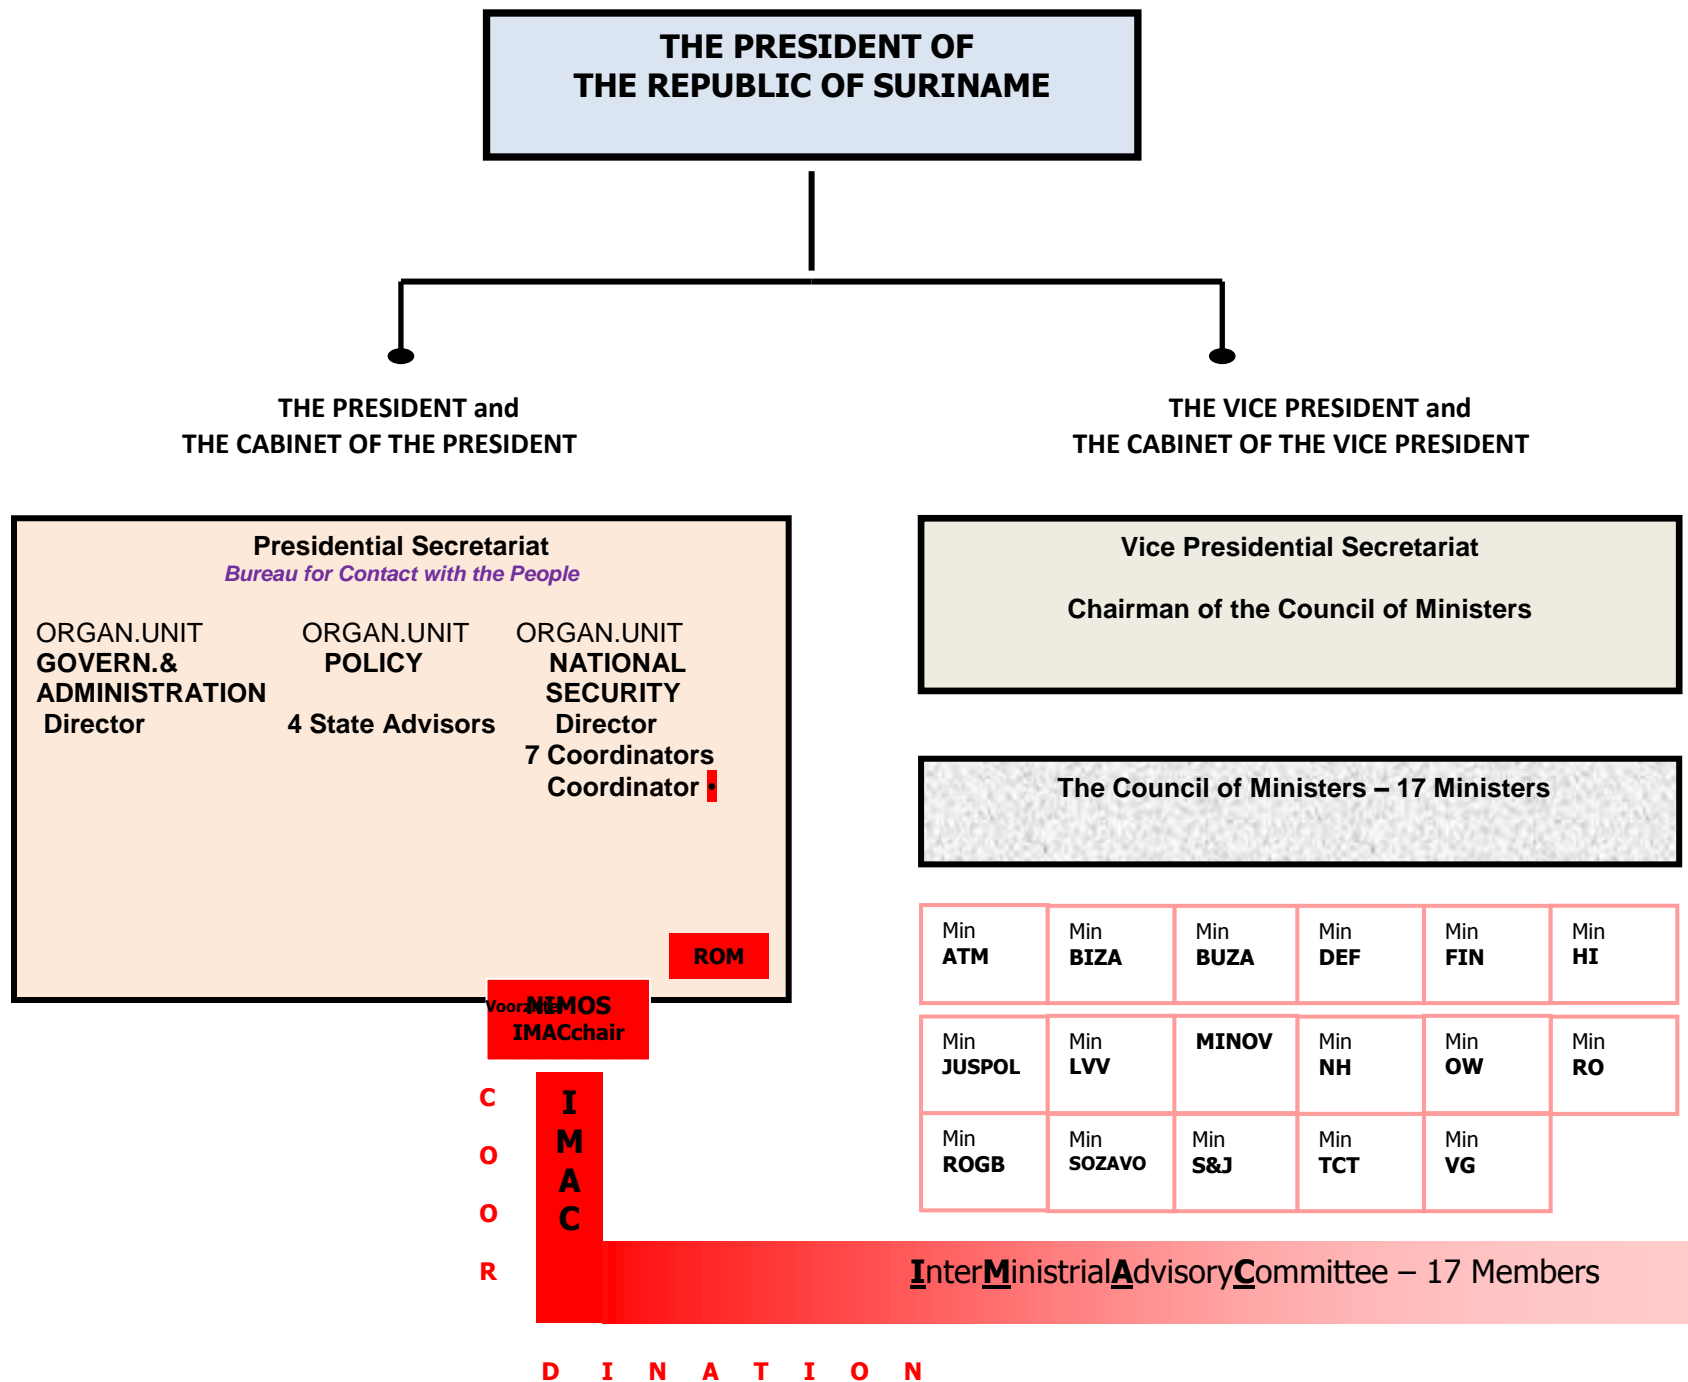 THE PRESIDENT OF
THE REPUBLIC OF SURINAME
THE PRESIDENT and
THE CABINET OF THE PRESIDENT
THE VICE PRESIDENT and
THE CABINET OF THE VICE PRESIDENT
Presidential Secretariat
Bureau for Contact with the People
ORGAN.UNIT ORGAN.UNIT ORGAN.UNIT
GOVERN.& POLICY NATIONAL
ADMINISTRATION SECURITY
Director 4 State Advisors Director
7 Coordinators
Coordinator •
ROM
NIMOS
IMACchair
Vice Presidential Secretariat
Chairman of the Council of Ministers
The Council of Ministers – 17 Ministers
Min Min Min Min Min Min
ATM BIZA BUZA DEF FIN HI
Min Min MINOV Min Min Min
JUSPOL LVV NH OW RO
Min Min Min Min Min
ROGB SOZAVO S&J TCT VG
I
M
A
C
InterMinistrialAdvisoryCommittee – 17 Members
C
O
O
R
D I N A T I O N